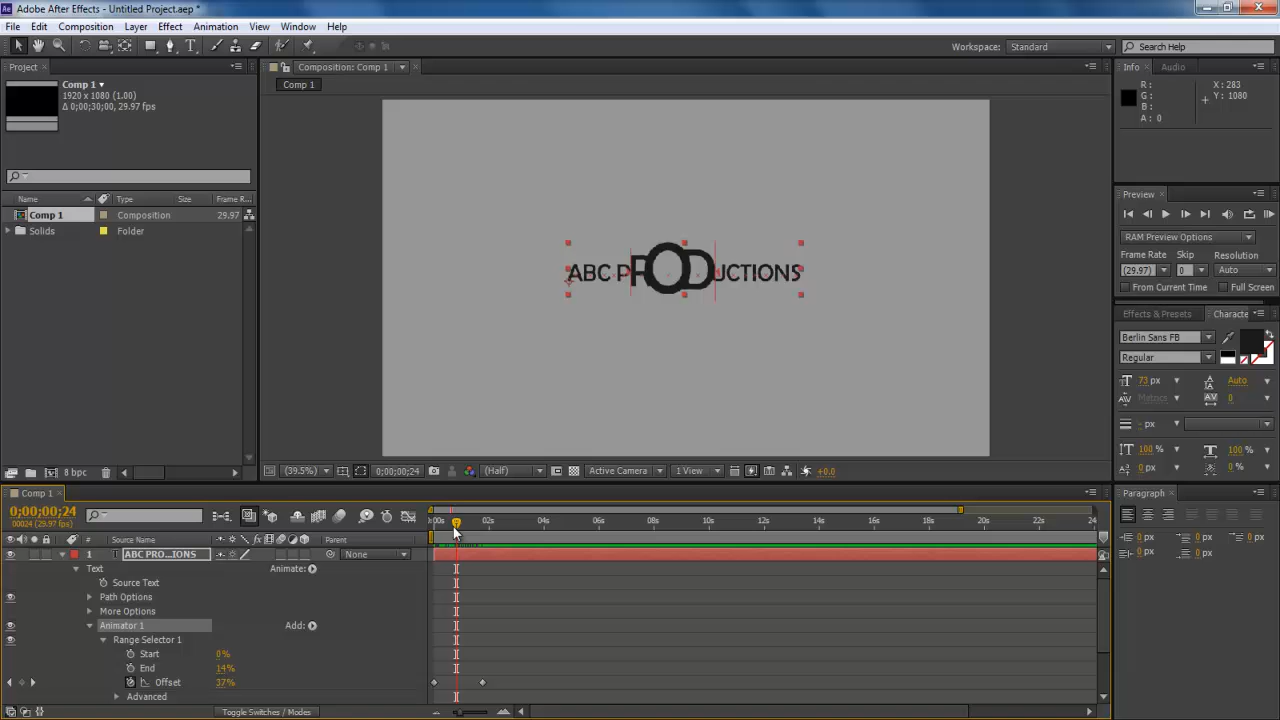 Adobe After Effects - Untitled Project.aep *
File Edit Composition Layer Effect Animation View Window Help
Workspace: Standard Search Help
Project
Composition: Comp 1
Info Audio
Comp 1
1920 x 1080 (1.00)
Δ 0;00;30;00, 29.97 fps
Comp 1
R :
G :
B :
A : 0
X : 283
Y : 1080
Name Type Size Frame R...
Comp 1 Composition 29.97
Solids Folder
Preview
RAM Preview Options
Frame Rate Skip Resolution
(29.97) 0 Auto
From Current Time Full Screen
ABC PRODUCTIONS
Effects & Presets Characte
Berlin Sans FB
Regular
73 px Auto
Metrics 0
- px
100 % 100 %
0 px 0 %
8 bpc
(39.5%) 0;00;00;24 (Half) Active Camera 1 View +0.0
Comp 1
Paragraph
0;00;00;24
00024 (29.97 fps)
:00s 02s 04s 06s 08s 10s 12s 14s 16s 18s 20s 22s 24
0 px 0 px 0 px
0 px 0 px
# Source Name Parent
1 T ABC PRO...IONS None
Text Animate:
Source Text
Path Options
More Options
Animator 1 Add:
Range Selector 1
Start 0%
End 14%
Offset 37%
Advanced
Toggle Switches / Modes